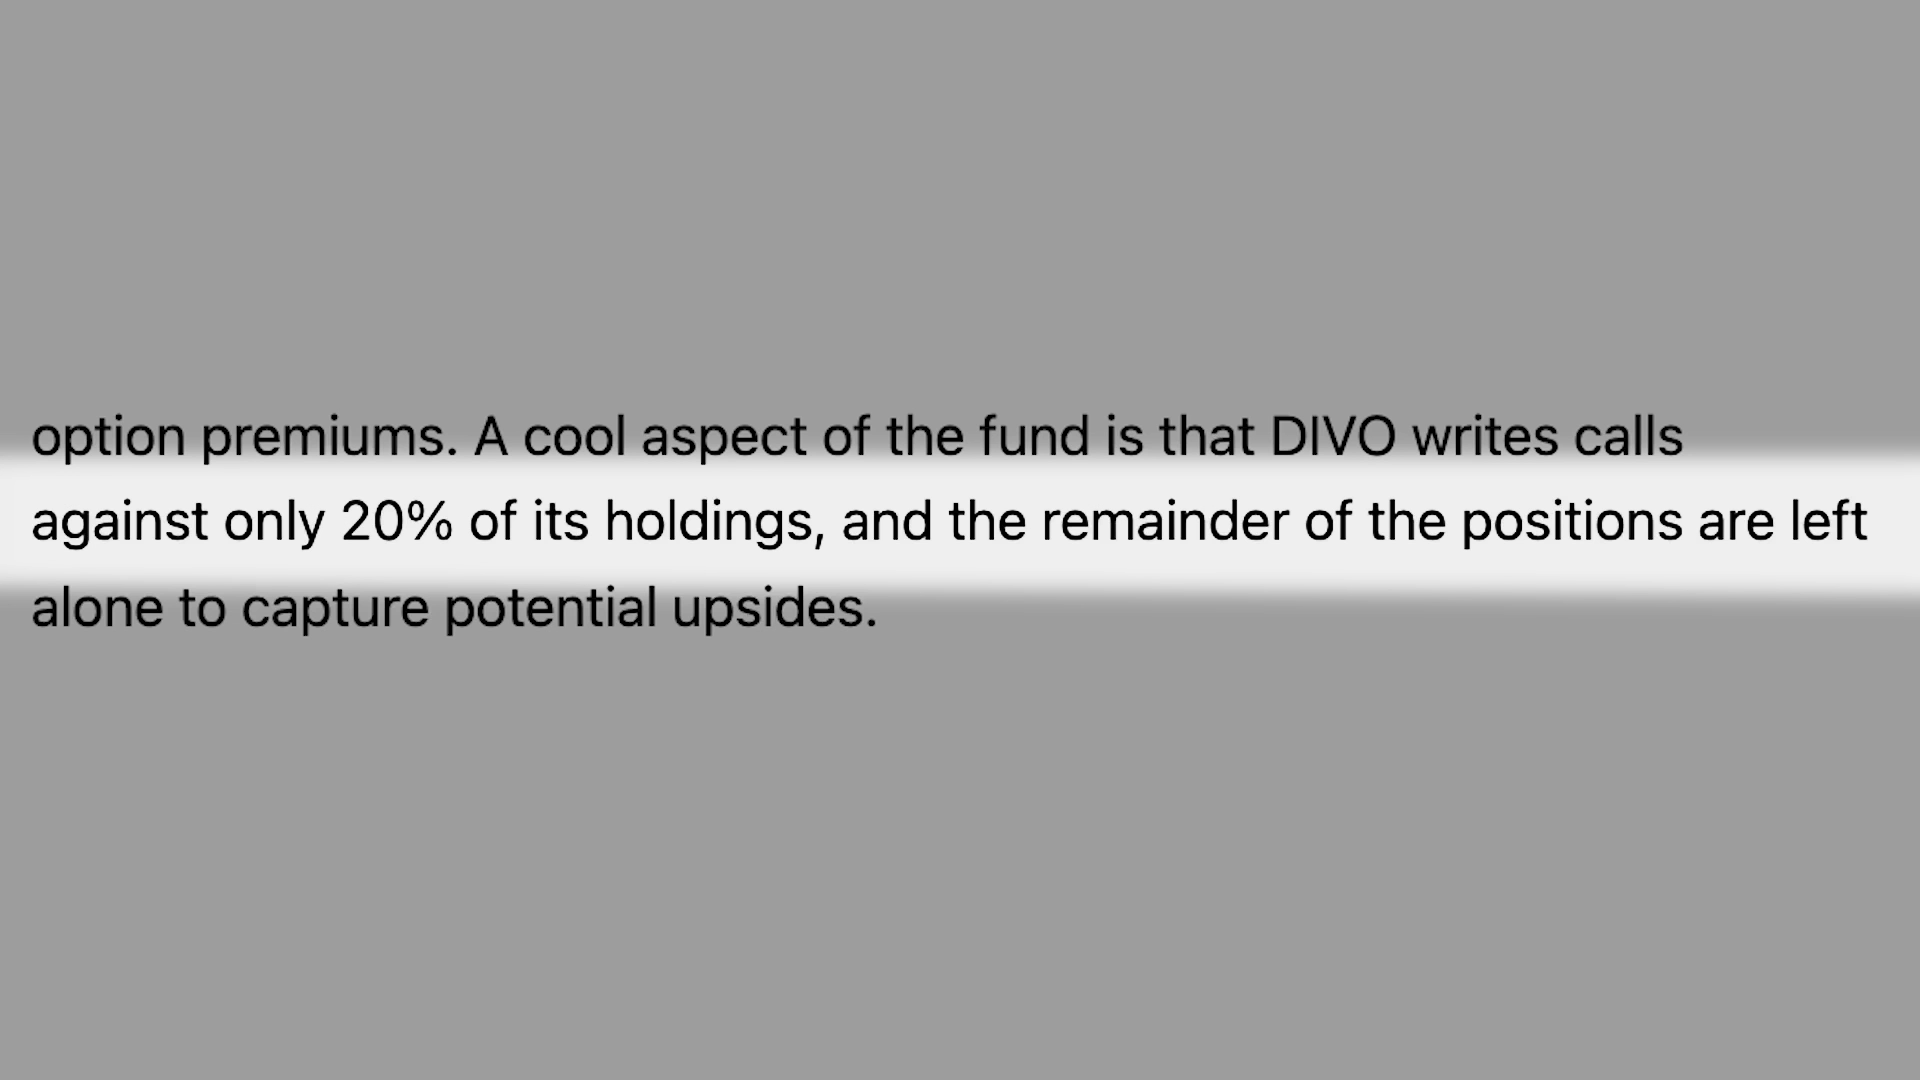 option premiums. A cool aspect of the fund is that DIVO writes calls
against only 20% of its holdings, and the remainder of the positions are left
alone to capture potential upsides.